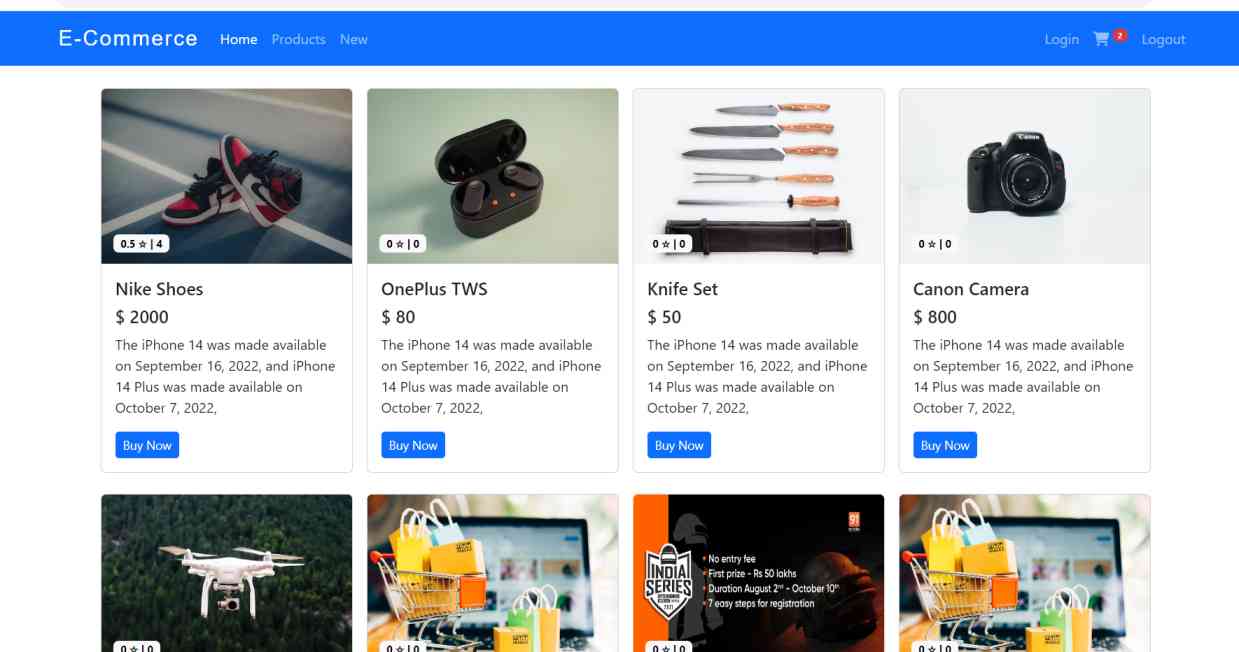 E-Commerce Home Products New Login 2 Logout
0.5 ☆ | 4
0 ☆ | 0
0 ☆ | 0
0 ☆ | 0
Canon
Nike Shoes
$ 2000
The iPhone 14 was made available
on September 16, 2022, and iPhone
14 Plus was made available on
October 7, 2022,
Buy Now
OnePlus TWS
$ 80
The iPhone 14 was made available
on September 16, 2022, and iPhone
14 Plus was made available on
October 7, 2022,
Buy Now
Knife Set
$ 50
The iPhone 14 was made available
on September 16, 2022, and iPhone
14 Plus was made available on
October 7, 2022,
Buy Now
Canon Camera
$ 800
The iPhone 14 was made available
on September 16, 2022, and iPhone
14 Plus was made available on
October 7, 2022,
Buy Now
0 ☆ | 0
0 ☆ | 0
91
INDIA
SERIES
No entry fee
First prize - Rs 50 lakhs
Duration August 2nd - October 10th
7 easy steps for registration
0 ☆ | 0
0 ☆ | 0